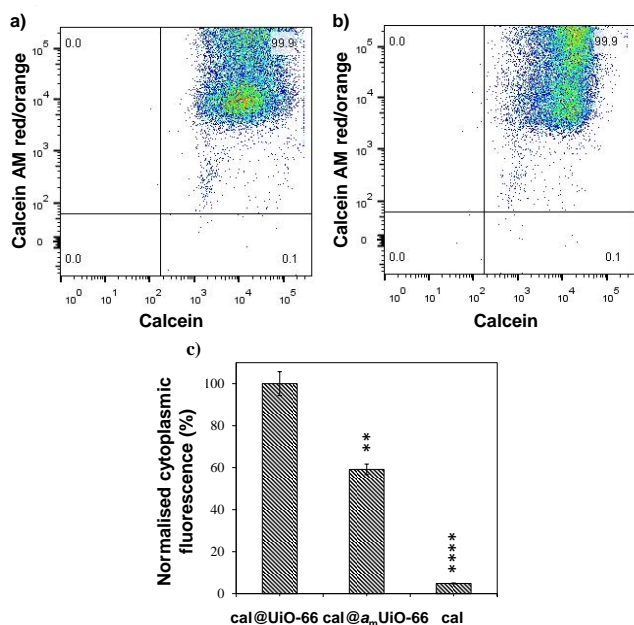 a)
b)
Calcein AM red/orange
10⁵
10⁴
10³
10²
0
0.0
99.9
0.0
0.1
10⁰ 10¹ 10² 10³ 10⁴ 10⁵
Calcein
Calcein AM red/orange
10⁵
10⁴
10³
10²
0
0.0
99.9
0.0
0.1
10⁰ 10¹ 10² 10³ 10⁴ 10⁵
Calcein
c)
Normalised cytoplasmic
fluorescence (%)
100
80
60
40
20
0
**
****
cal@UiO-66 cal@aₘUiO-66 cal